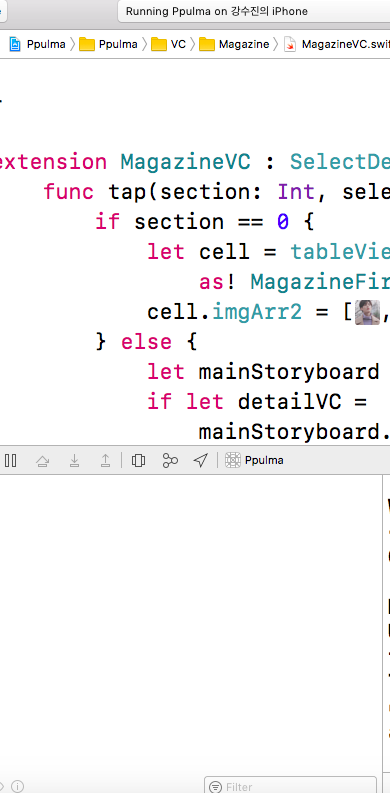 Running Ppulma on 강수진의 iPhone
Ppulma Ppulma VC Magazine MagazineVC.swif
extension MagazineVC : SelectDe
func tap(section: Int, sele
if section == 0 {
let cell = tableVie
as! MagazineFir
cell.imgArr2 = [ ,
} else {
let mainStoryboard
if let detailVC =
mainStoryboard.
Ppulma
Filter